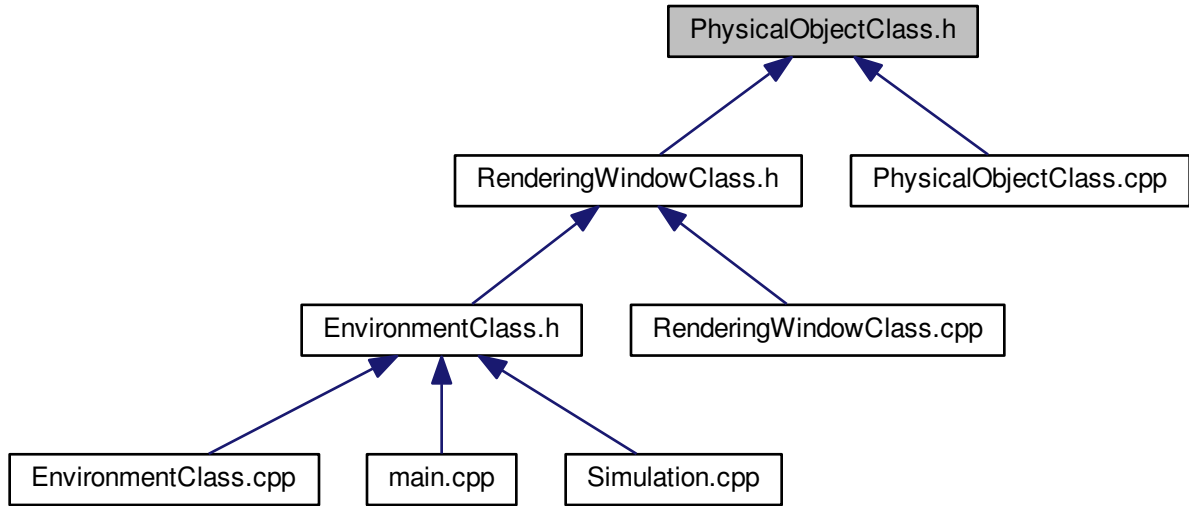 PhysicalObjectClass.h
RenderingWindowClass.h
PhysicalObjectClass.cpp
EnvironmentClass.h
RenderingWindowClass.cpp
EnvironmentClass.cpp
main.cpp
Simulation.cpp